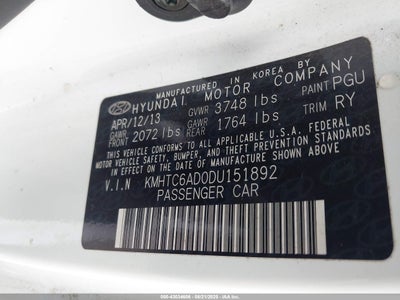 MANUFACTURED IN KOREA BY
HYUNDAI MOTOR COMPANY
APR/12/13 GVWR 3748 lbs PAINT PGU
GAWR FRONT 2072 lbs GAWR REAR 1764 lbs TRIM RY
THIS VEHICLE CONFORMS TO ALL APPLICABLE U.S.A. FEDERAL
MOTOR VEHICLE SAFETY, BUMPER, AND THEFT PREVENTION STANDARDS
IN EFFECT ON THE DATE OF MANUFACTURE SHOWN ABOVE.
V.I.N KMHTC6AD0DU151892
PASSENGER CAR